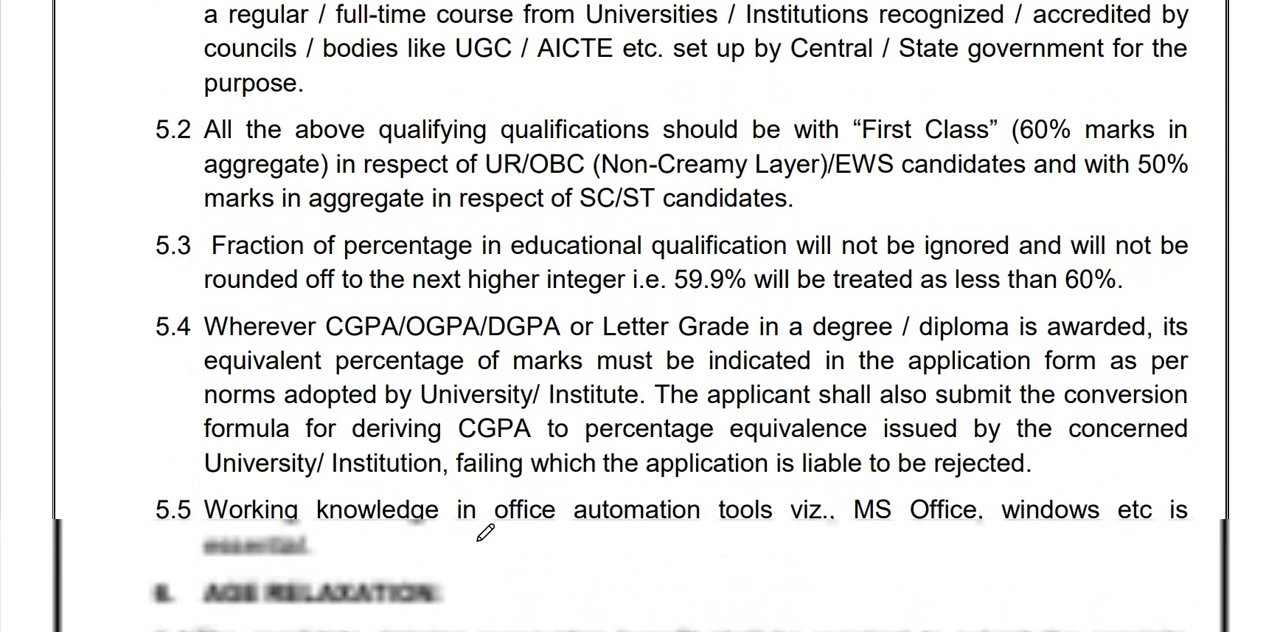 a regular / full-time course from Universities / Institutions recognized / accredited by
councils / bodies like UGC / AICTE etc. set up by Central / State government for the
purpose.
5.2 All the above qualifying qualifications should be with “First Class” (60% marks in
aggregate) in respect of UR/OBC (Non-Creamy Layer)/EWS candidates and with 50%
marks in aggregate in respect of SC/ST candidates.
5.3 Fraction of percentage in educational qualification will not be ignored and will not be
rounded off to the next higher integer i.e. 59.9% will be treated as less than 60%.
5.4 Wherever CGPA/OGPA/DGPA or Letter Grade in a degree / diploma is awarded, its
equivalent percentage of marks must be indicated in the application form as per
norms adopted by University/ Institute. The applicant shall also submit the conversion
formula for deriving CGPA to percentage equivalence issued by the concerned
University/ Institution, failing which the application is liable to be rejected.
5.5 Working knowledge in office automation tools viz., MS Office, windows etc is
essential.
6. AGE RELAXATION: